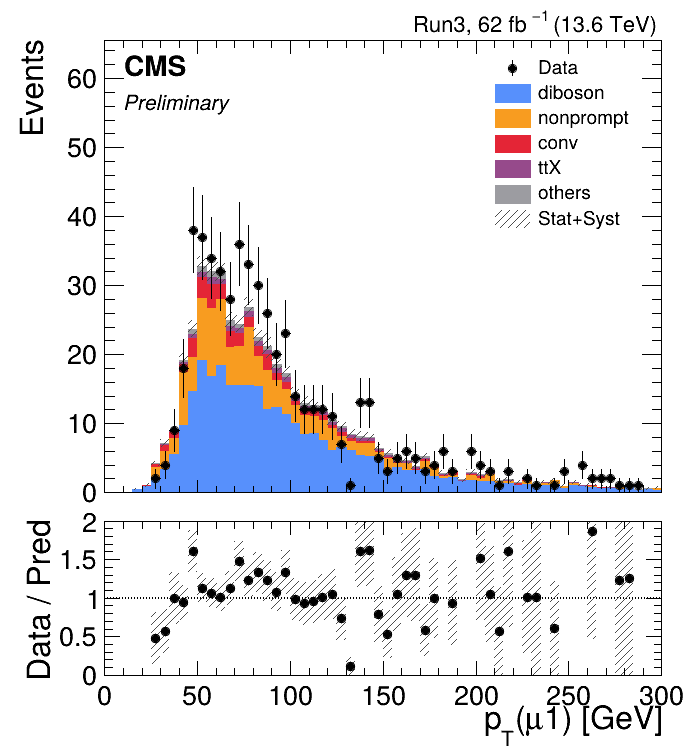 Run3, 62 fb⁻¹ (13.6 TeV)
CMS
Preliminary
Events
60
50
40
30
20
10
0
Data
diboson
nonprompt
conv
ttX
others
Stat+Syst
Data / Pred
2
1.5
1
0.5
0
0 50 100 150 200 250 300
p_T(μ1) [GeV]